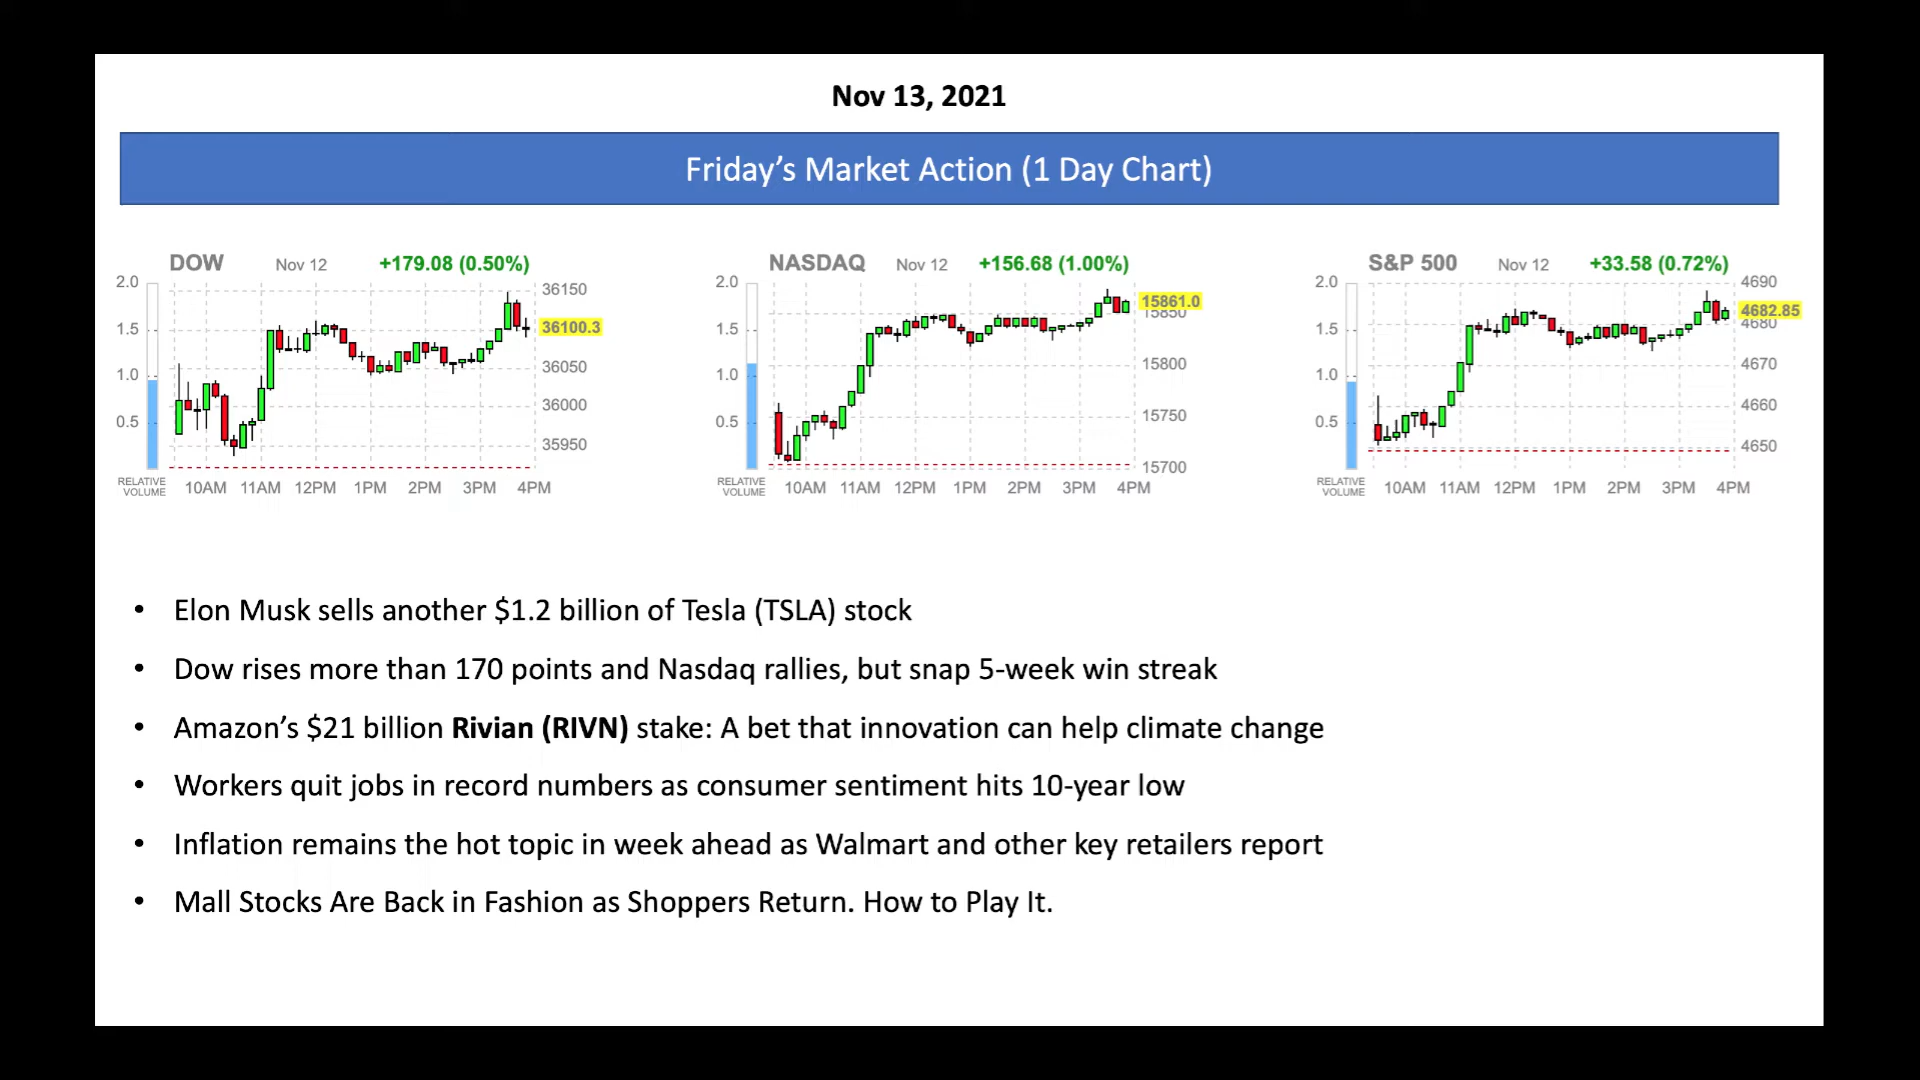 Nov 13, 2021
Friday's Market Action (1 Day Chart)
DOW Nov 12 +179.08 (0.50%)
2.0
1.5
1.0
0.5
36150
36100.3
36050
36000
35950
RELATIVE
VOLUME
10AM 11AM 12PM 1PM 2PM 3PM 4PM
NASDAQ Nov 12 +156.68 (1.00%)
2.0
1.5
1.0
0.5
15861.0
15850
15800
15750
15700
RELATIVE
VOLUME
10AM 11AM 12PM 1PM 2PM 3PM 4PM
S&P 500 Nov 12 +33.58 (0.72%)
2.0
1.5
1.0
0.5
4690
4682.85
4680
4670
4660
4650
RELATIVE
VOLUME
10AM 11AM 12PM 1PM 2PM 3PM 4PM
• Elon Musk sells another $1.2 billion of Tesla (TSLA) stock
• Dow rises more than 170 points and Nasdaq rallies, but snap 5-week win streak
• Amazon's $21 billion Rivian (RIVN) stake: A bet that innovation can help climate change
• Workers quit jobs in record numbers as consumer sentiment hits 10-year low
• Inflation remains the hot topic in week ahead as Walmart and other key retailers report
• Mall Stocks Are Back in Fashion as Shoppers Return. How to Play It.